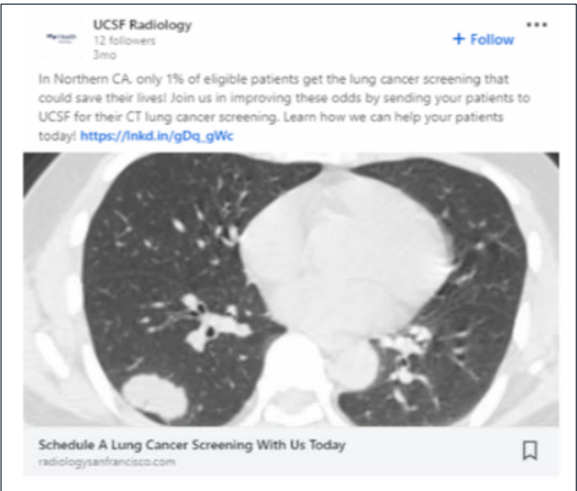 UCSF Radiology
12 followers
3mo
+ Follow
In Northern CA, only 1% of eligible patients get the lung cancer screening that
could save their lives! Join us in improving these odds by sending your patients to
UCSF for their CT lung cancer screening. Learn how we can help your patients
today! https://lnkd.in/gDq_gWc
Schedule A Lung Cancer Screening With Us Today
radiologysanfrancisco.com